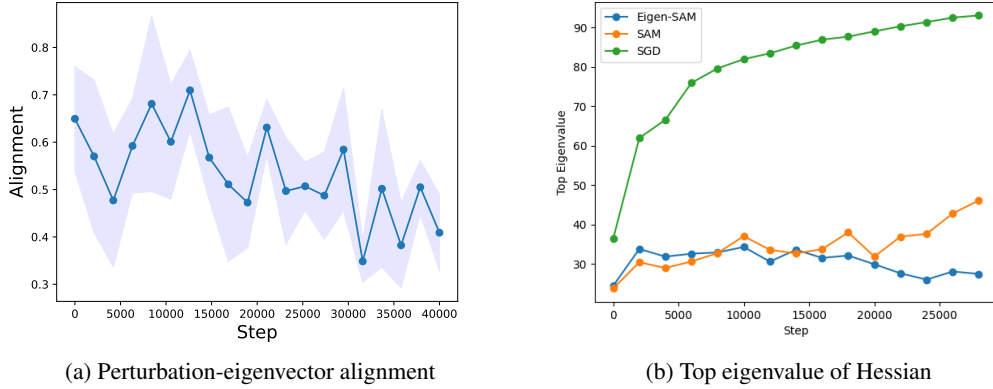 0.8
0.7
0.6
0.5
0.4
0.3
Alignment
0 5000 10000 15000 20000 25000 30000 35000 40000
Step
(a) Perturbation-eigenvector alignment
Eigen-SAM
SAM
SGD
90
80
70
60
50
40
30
Top Eigenvalue
0 5000 10000 15000 20000 25000
Step
(b) Top eigenvalue of Hessian